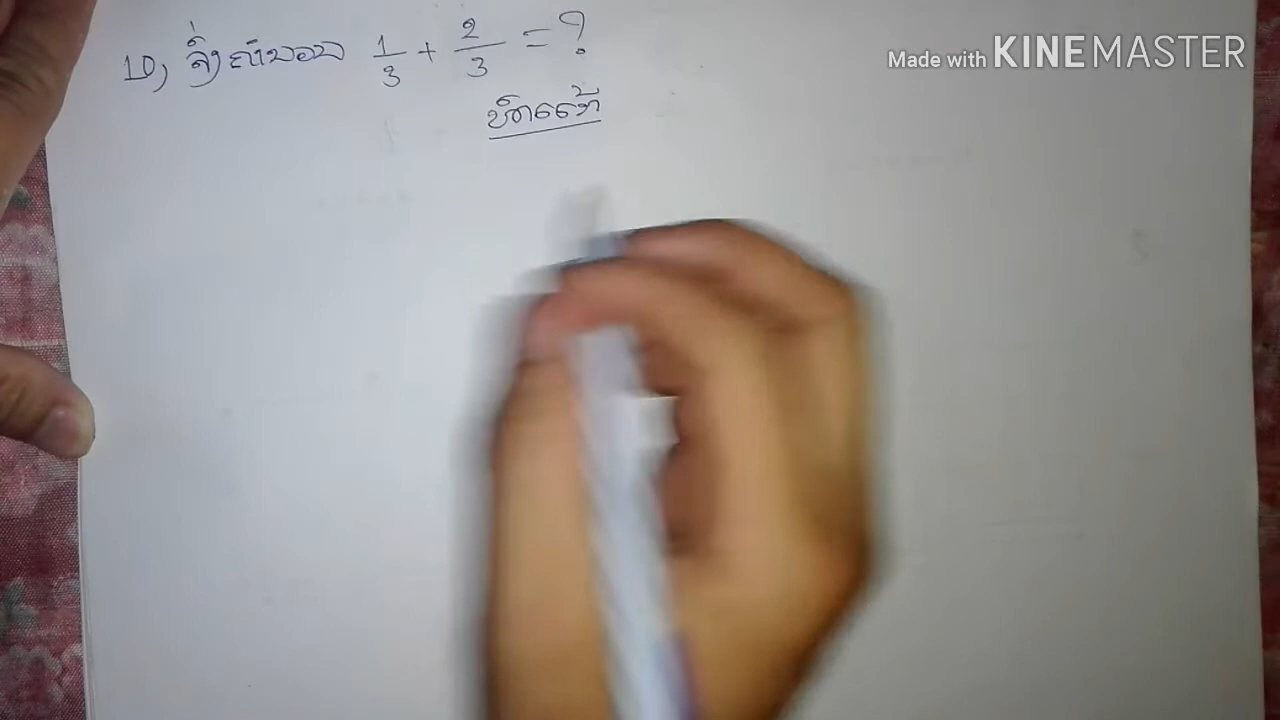 10, ຈົ່ງຄຳນວນ 1/3 + 2/3 = ?
ບົດແກ້
Made with KINEMASTER